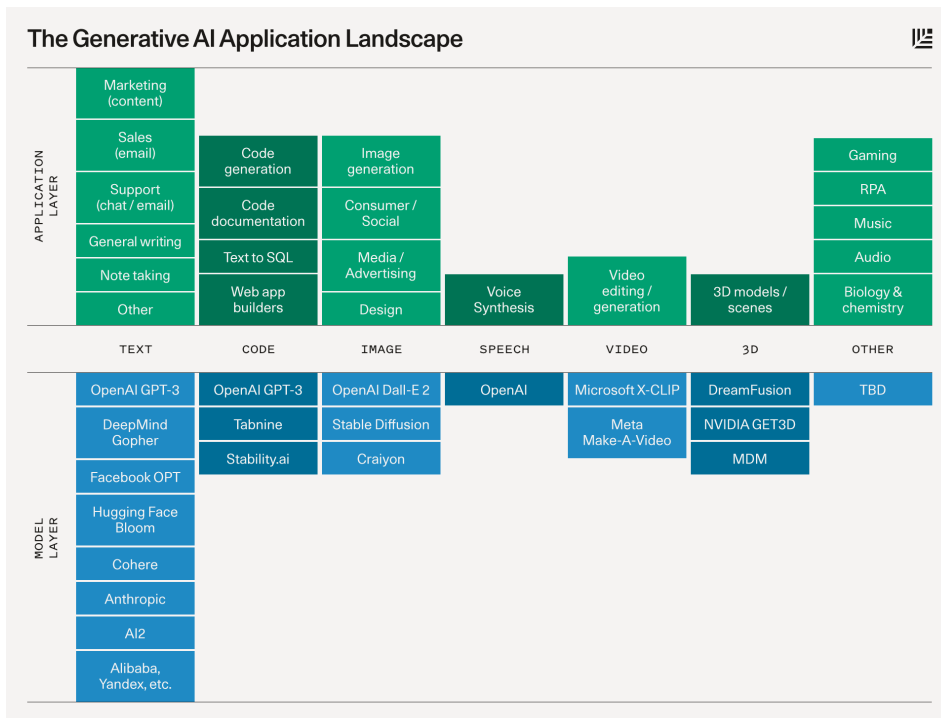 The Generative AI Application Landscape
APPLICATION
LAYER
Marketing
(content)
Sales
(email)
Support
(chat / email)
General writing
Note taking
Other
Code
generation
Code
documentation
Text to SQL
Web app
builders
Image
generation
Consumer /
Social
Media /
Advertising
Design
Voice
Synthesis
Video
editing /
generation
3D models /
scenes
Gaming
RPA
Music
Audio
Biology &
chemistry
TEXT
CODE
IMAGE
SPEECH
VIDEO
3D
OTHER
MODEL
LAYER
OpenAI GPT-3
DeepMind
Gopher
Facebook OPT
Hugging Face
Bloom
Cohere
Anthropic
AI2
Alibaba,
Yandex, etc.
OpenAI GPT-3
Tabnine
Stability.ai
OpenAI Dall-E 2
Stable Diffusion
Craiyon
OpenAI
Microsoft X-CLIP
Meta
Make-A-Video
DreamFusion
NVIDIA GET3D
MDM
TBD